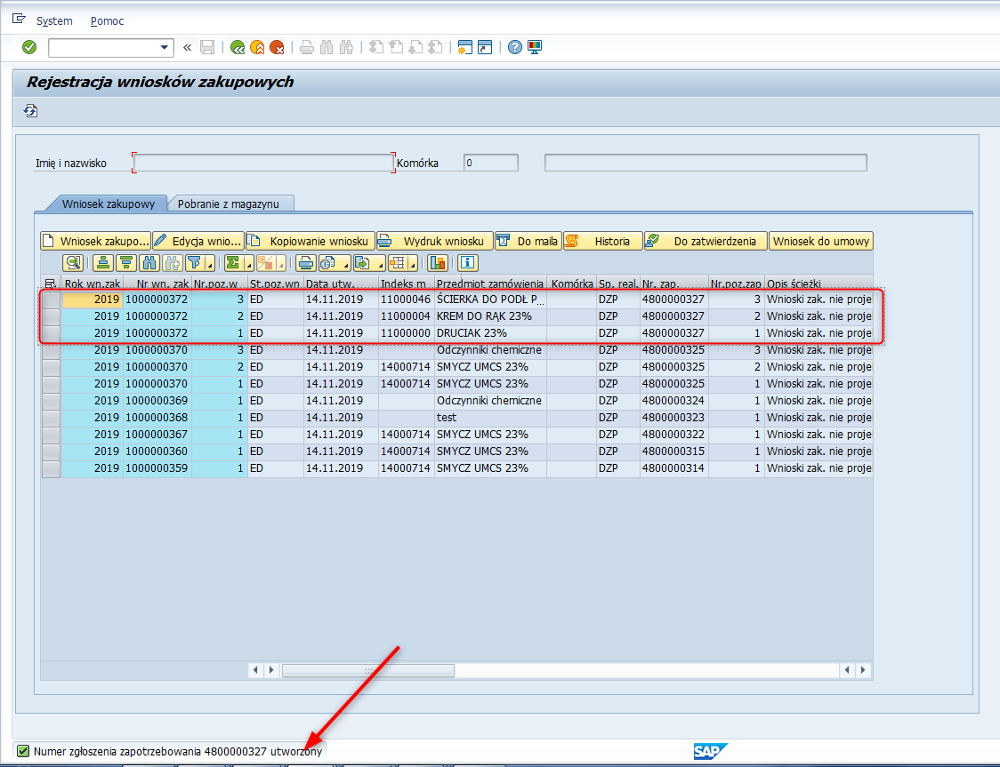 System Pomoc
Rejestracja wniosków zakupowych
Imię i nazwisko Komórka 0
Wniosek zakupowy Pobranie z magazynu
Wniosek zakupo... Edycja wnio... Kopiowanie wniosku Wydruk wniosku Do maila Historia Do zatwierdzenia Wniosek do umowy
Rok wn.zak Nr wn. zak Nr.poz.w St.poz.wn Data utw. Indeks m Przedmiot zamówienia Komórka Sp. real. Nr. zap. Nr.poz.zap Opis ścieżki
2019 1000000372 3 ED 14.11.2019 11000046 ŚCIERKA DO PODŁ P... DZP 4800000327 3 Wnioski zak. nie proje
2019 1000000372 2 ED 14.11.2019 11000004 KREM DO RĄK 23% DZP 4800000327 2 Wnioski zak. nie proje
2019 1000000372 1 ED 14.11.2019 11000000 DRUCIAK 23% DZP 4800000327 1 Wnioski zak. nie proje
2019 1000000370 3 ED 14.11.2019 Odczynniki chemiczne DZP 4800000325 3 Wnioski zak. nie proje
2019 1000000370 2 ED 14.11.2019 14000714 SMYCZ UMCS 23% DZP 4800000325 2 Wnioski zak. nie proje
2019 1000000370 1 ED 14.11.2019 14000714 SMYCZ UMCS 23% DZP 4800000325 1 Wnioski zak. nie proje
2019 1000000369 1 ED 14.11.2019 Odczynniki chemiczne DZP 4800000324 1 Wnioski zak. nie proje
2019 1000000368 1 ED 14.11.2019 test DZP 4800000323 1 Wnioski zak. nie proje
2019 1000000367 1 ED 14.11.2019 14000714 SMYCZ UMCS 23% DZP 4800000322 1 Wnioski zak. nie proje
2019 1000000360 1 ED 14.11.2019 14000714 SMYCZ UMCS 23% DZP 4800000315 1 Wnioski zak. nie proje
2019 1000000359 1 ED 14.11.2019 14000714 SMYCZ UMCS 23% DZP 4800000314 1 Wnioski zak. nie proje
Numer zgłoszenia zapotrzebowania 4800000327 utworzony
SAP